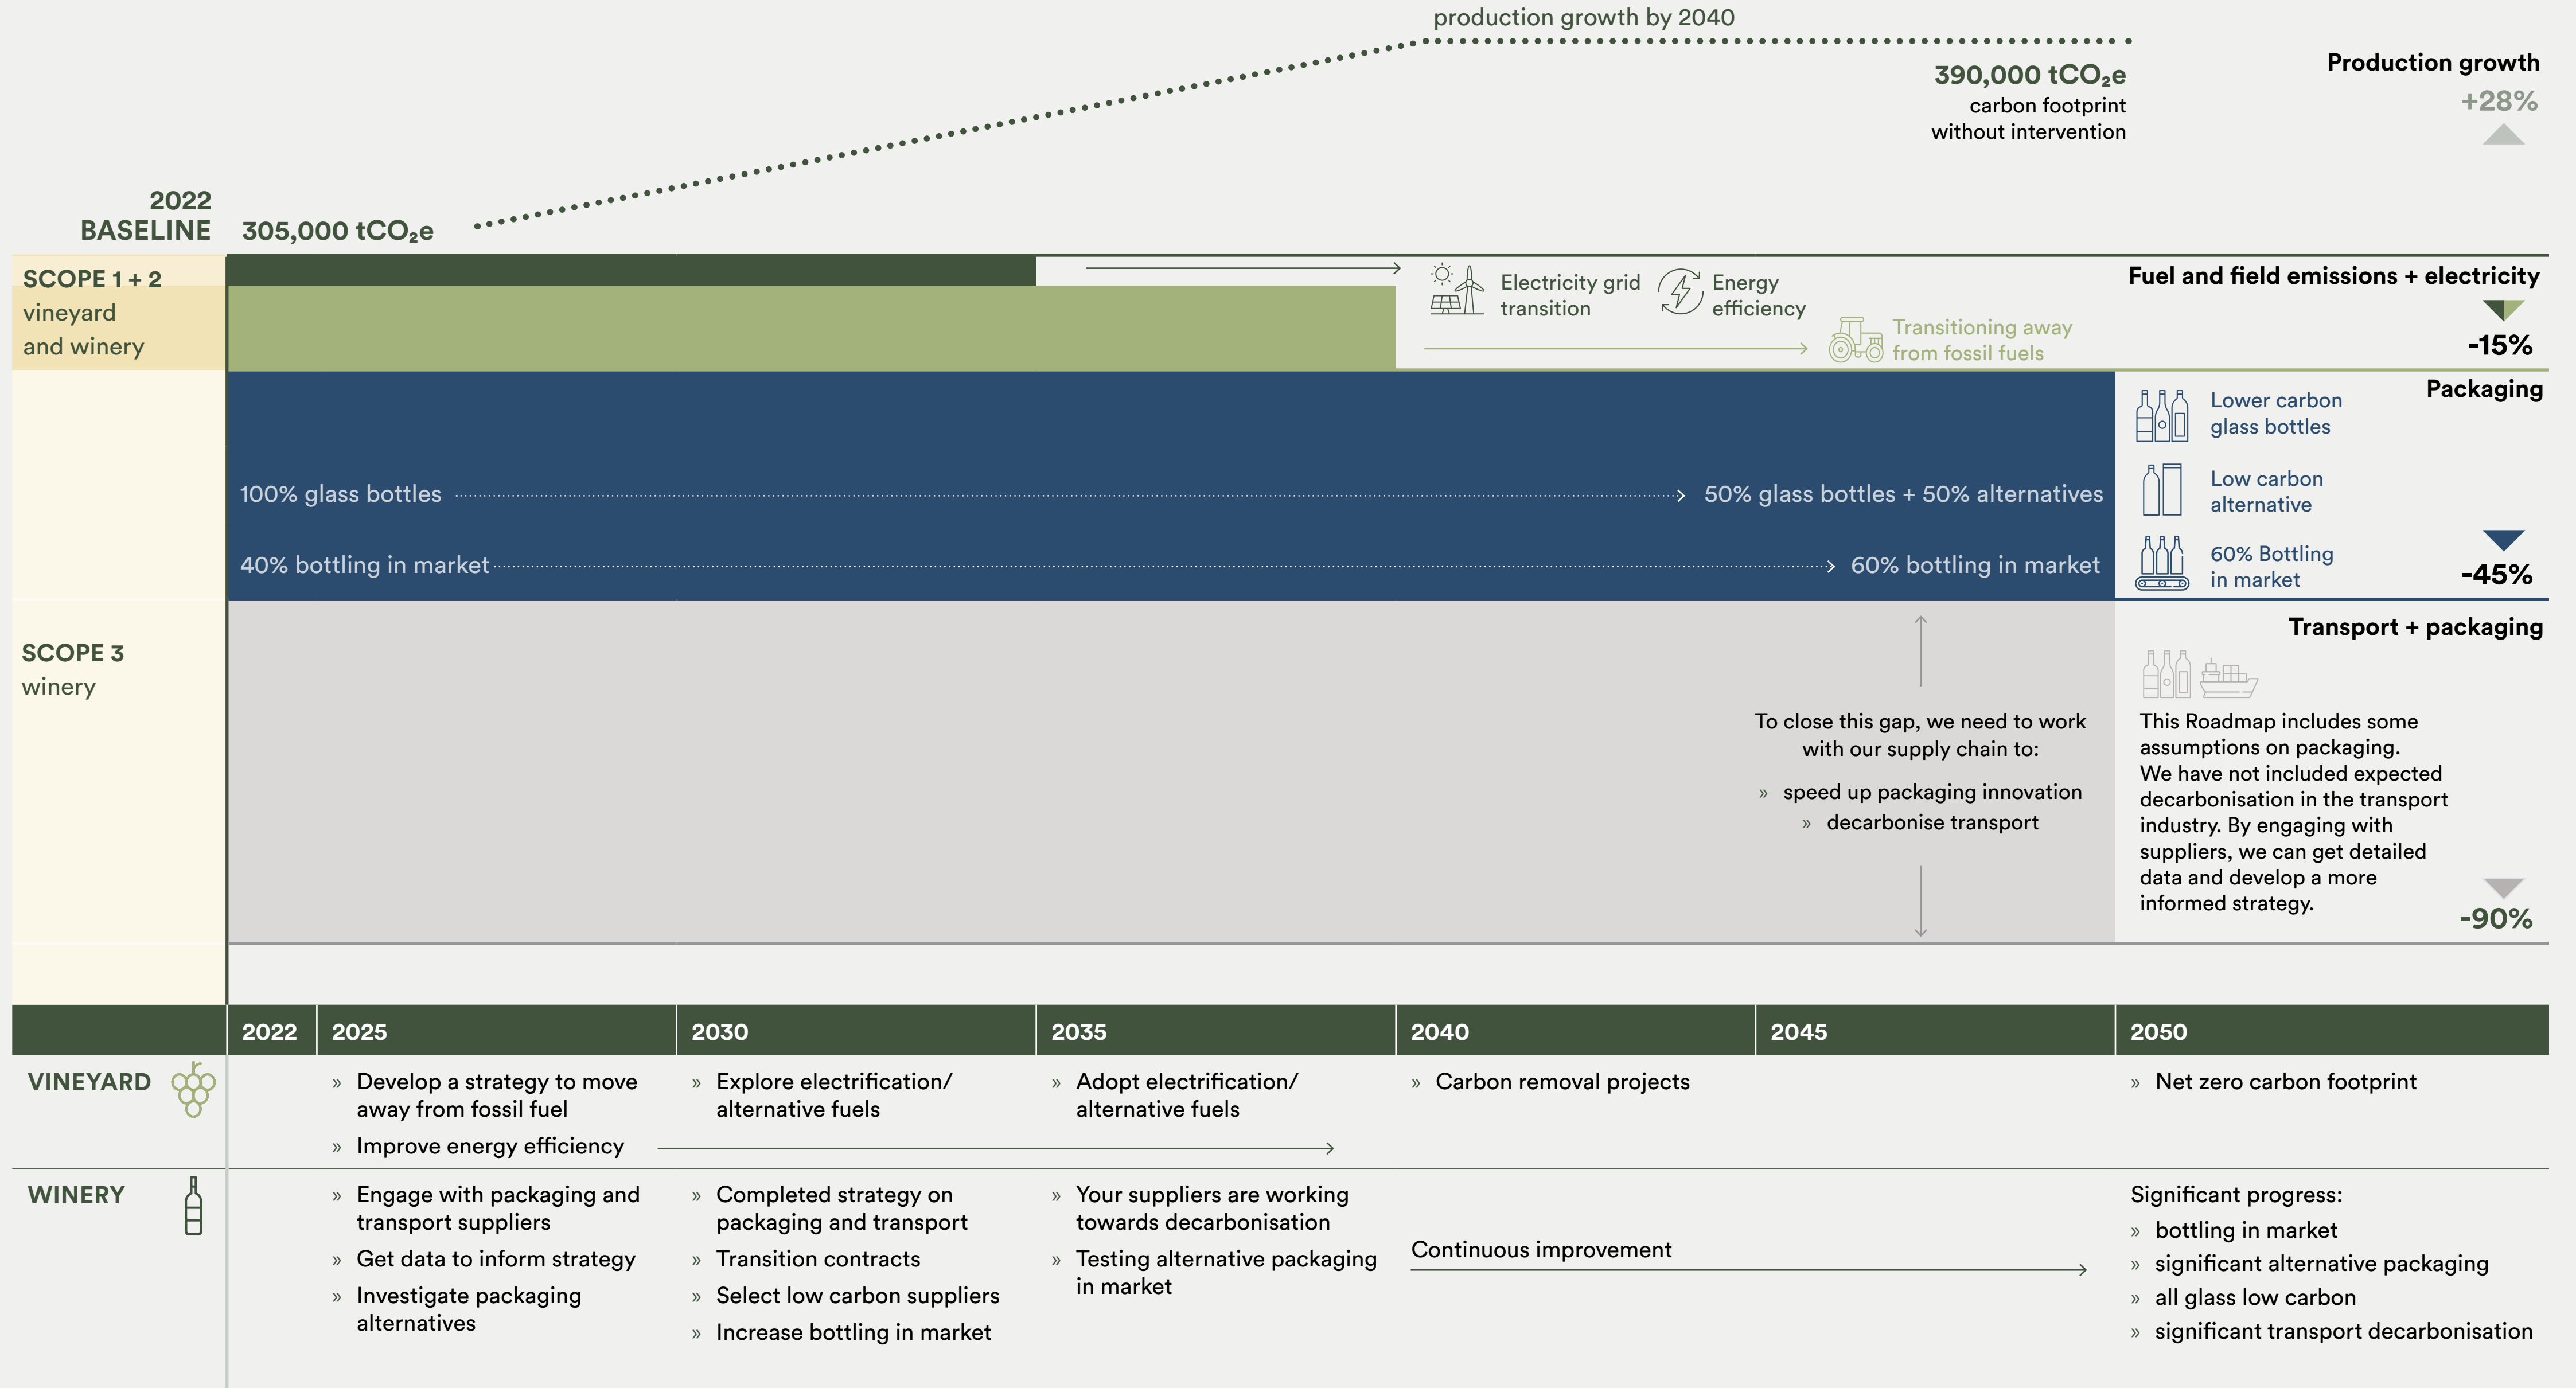 production growth by 2040
390,000 tCO₂e
carbon footprint
without intervention
Production growth
+28%
2022
BASELINE
305,000 tCO₂e
SCOPE 1 + 2
vineyard
and winery
Electricity grid
transition
Energy
efficiency
Transitioning away
from fossil fuels
Fuel and field emissions + electricity
-15%
100% glass bottles
50% glass bottles + 50% alternatives
40% bottling in market
60% bottling in market
Packaging
Lower carbon
glass bottles
Low carbon
alternative
60% Bottling
in market
-45%
SCOPE 3
winery
To close this gap, we need to work
with our supply chain to:
» speed up packaging innovation
» decarbonise transport
Transport + packaging
This Roadmap includes some
assumptions on packaging.
We have not included expected
decarbonisation in the transport
industry. By engaging with
suppliers, we can get detailed
data and develop a more
informed strategy.
-90%
2022 2025 2030 2035 2040 2045 2050
VINEYARD
» Develop a strategy to move
away from fossil fuel
» Improve energy efficiency
» Explore electrification/
alternative fuels
» Adopt electrification/
alternative fuels
» Carbon removal projects
» Net zero carbon footprint
WINERY
» Engage with packaging and
transport suppliers
» Get data to inform strategy
» Investigate packaging
alternatives
» Completed strategy on
packaging and transport
» Transition contracts
» Select low carbon suppliers
» Increase bottling in market
» Your suppliers are working
towards decarbonisation
» Testing alternative packaging
in market
Continuous improvement
Significant progress:
» bottling in market
» significant alternative packaging
» all glass low carbon
» significant transport decarbonisation